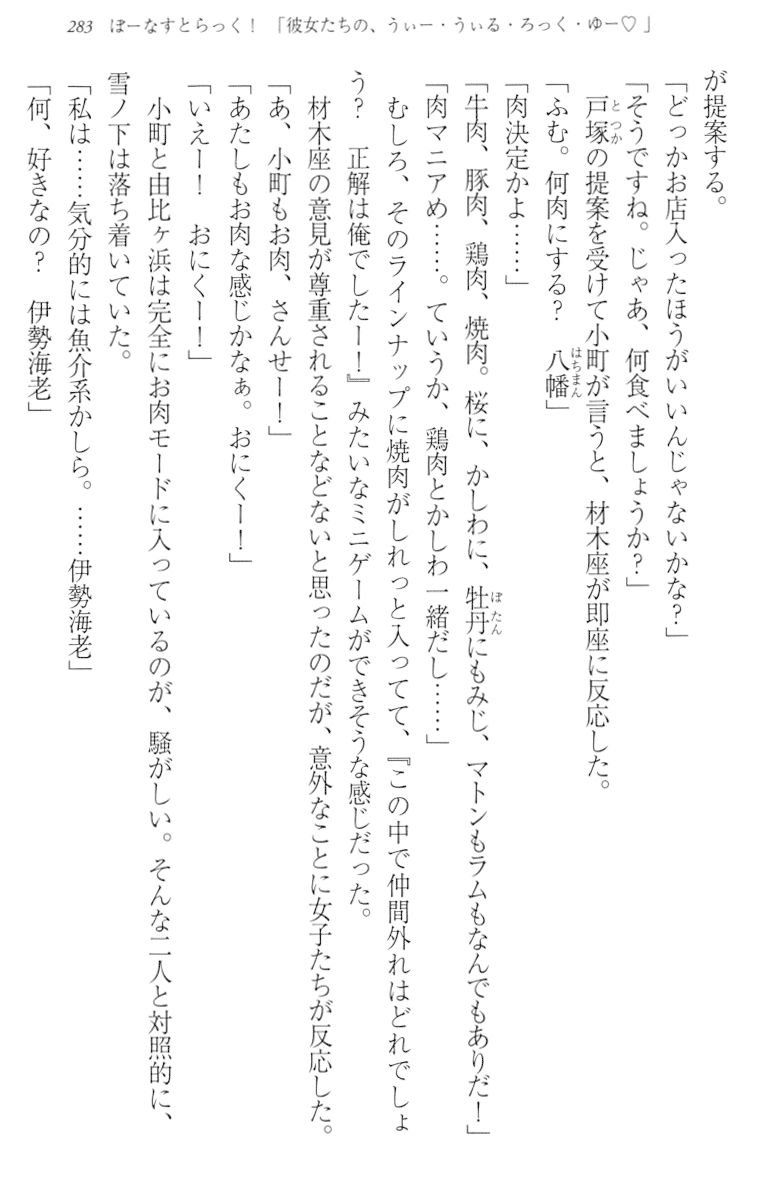 283 ぼーなすとらっく! 「彼女たちの、うぃー・うぃる・ろっく・ゆー♡」
が提案する。
「どっかお店入ったほうがいいんじゃないかな?」
「そうですね。じゃあ、何食べましょうか?」
戸塚の提案を受けて小町が言うと、材木座が即座に反応した。
「ふむ。何肉にする? 八幡」
「肉決定かよ……」
「牛肉、豚肉、鶏肉、焼肉。桜に、かしわに、牡丹にもみじ、マトンもラムもなんでもありだ!」
「肉マニアめ……。ていうか、鶏肉とかしわ一緒だし……」
むしろ、そのラインナップに焼肉がしれっと入ってて、『この中で仲間外れはどれでしょ
う? 正解は俺でしたー!』みたいなミニゲームができそうな感じだった。
材木座の意見が尊重されることなどないと思ったのだが、意外なことに女子たちが反応した。
「あ、小町もお肉、さんせー!」
「あたしもお肉な感じかなぁ。おにくー!」
「いえー! おにくー!」
小町と由比ヶ浜は完全にお肉モードに入っているのが、騒がしい。そんな二人と対照的に、
雪ノ下は落ち着いていた。
「私は……気分的には魚介系かしら。……伊勢海老」
「何、好きなの? 伊勢海老」